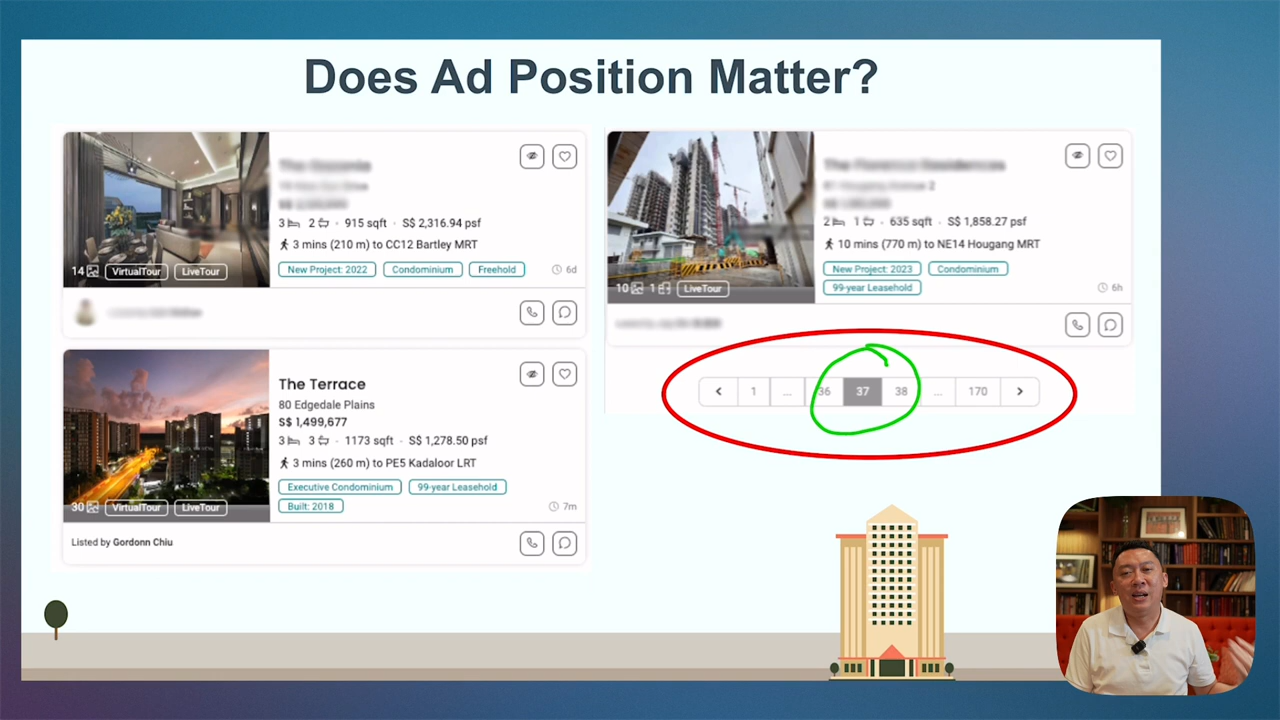 Does Ad Position Matter?
3 2 · 915 sqft · S$ 2,316.94 psf
3 mins (210 m) to CC12 Bartley MRT
New Project: 2022 Condominium Freehold 6d
14 VirtualTour LiveTour
The Terrace
80 Edgedale Plains
S$ 1,499,677
3 3 · 1173 sqft · S$ 1,278.50 psf
3 mins (260 m) to PE5 Kadaloor LRT
Executive Condominium 99-year Leasehold
Built: 2018 7m
30 VirtualTour LiveTour
Listed by Gordonn Chiu
2 1 · 635 sqft · S$ 1,858.27 psf
10 mins (770 m) to NE14 Hougang MRT
New Project: 2023 Condominium
99-year Leasehold 6h
10 1 LiveTour
< 1 ... 36 37 38 ... 170 >